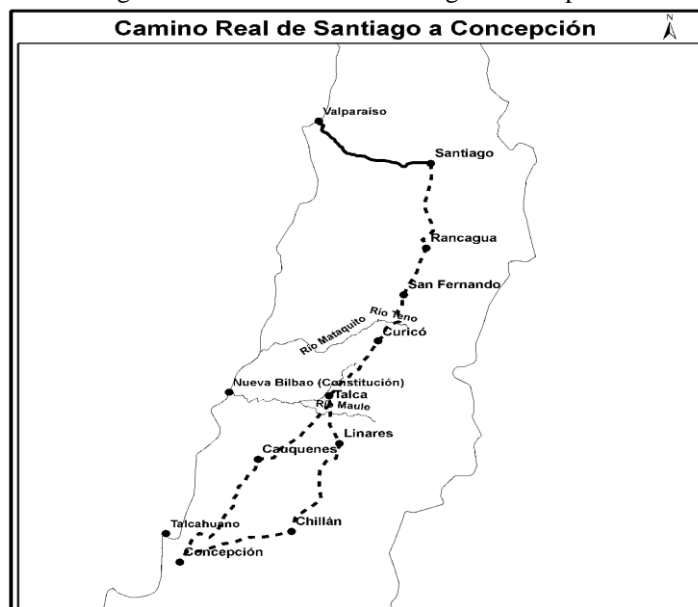 Camino Real de Santiago a Concepción
N
Valparaíso
Santiago
Rancagua
San Fernando
Río Teno
Río Mataquito
Curicó
Nueva Bilbao (Constitución)
Talca
Río Maule
Linares
Cauquenes
Talcahuano
Chillán
Concepción